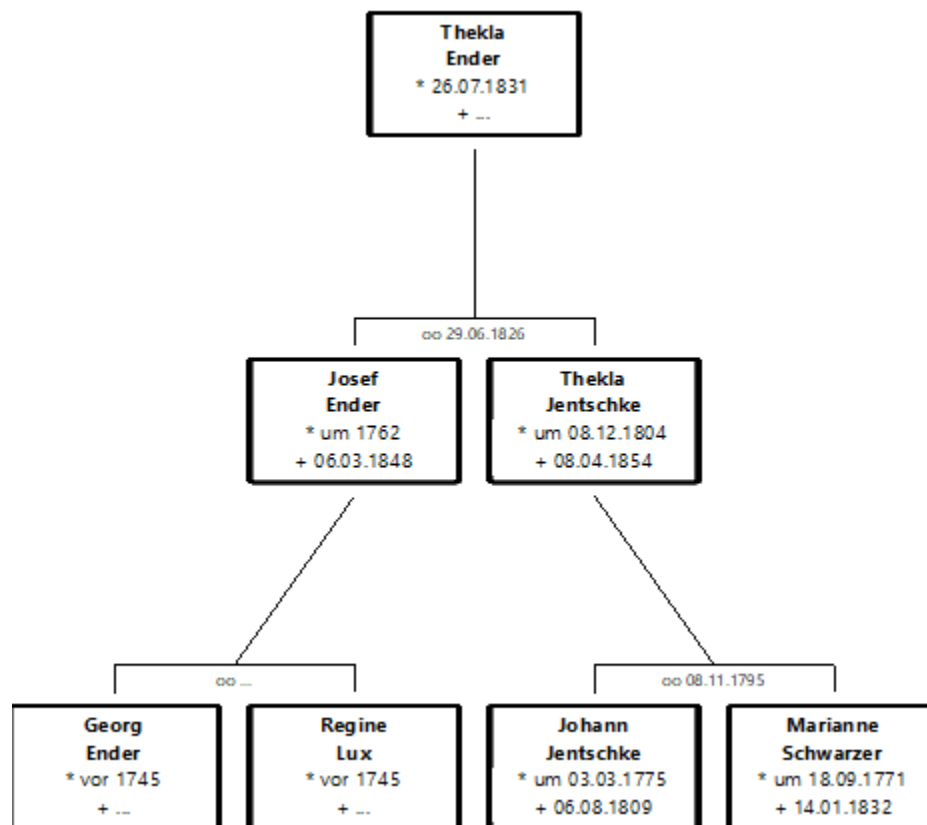 Thekla
Ender
* 26.07.1831
+ ...
oo 29.06.1826
Josef
Ender
* um 1762
+ 06.03.1848
Thekla
Jentschke
* um 08.12.1804
+ 08.04.1854
oo ...
oo 08.11.1795
Georg
Ender
* vor 1745
+ ...
Regine
Lux
* vor 1745
+ ...
Johann
Jentschke
* um 03.03.1775
+ 06.08.1809
Marianne
Schwarzer
* um 18.09.1771
+ 14.01.1832